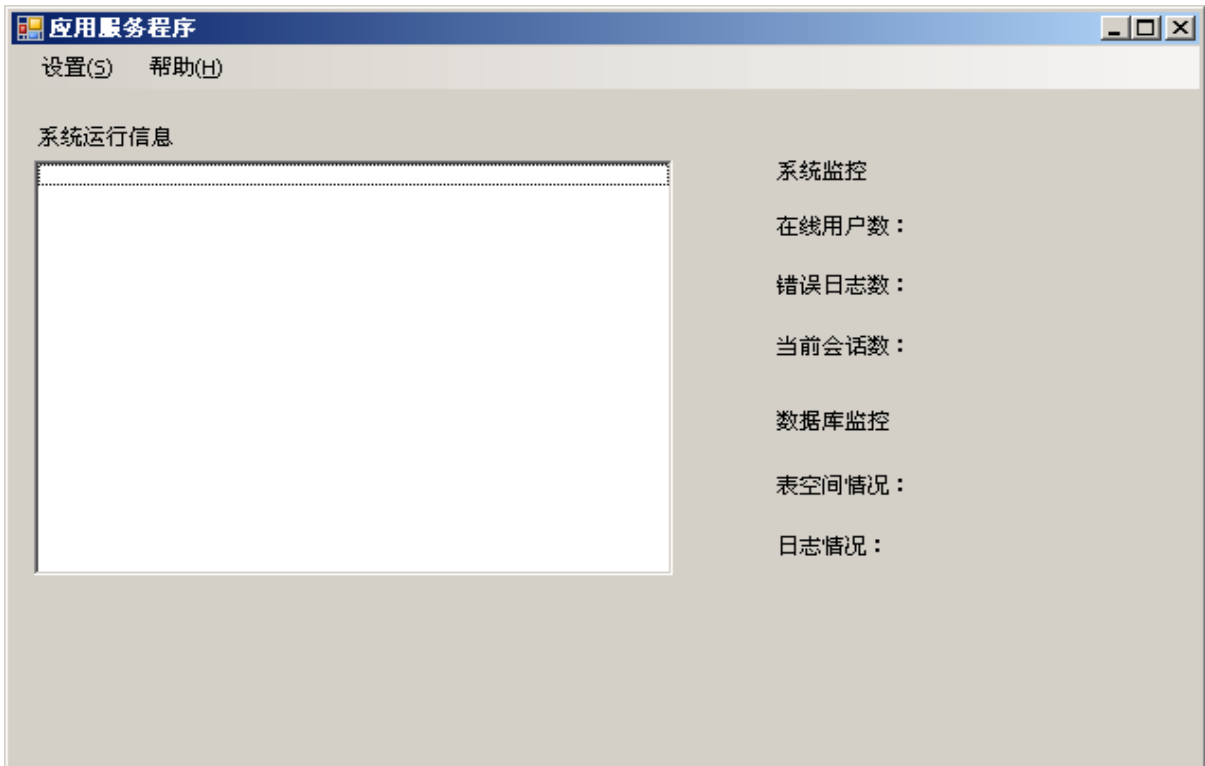 应用服务程序
设置(S) 帮助(H)
系统运行信息
系统监控
在线用户数：
错误日志数：
当前会话数：
数据库监控
表空间情况：
日志情况：